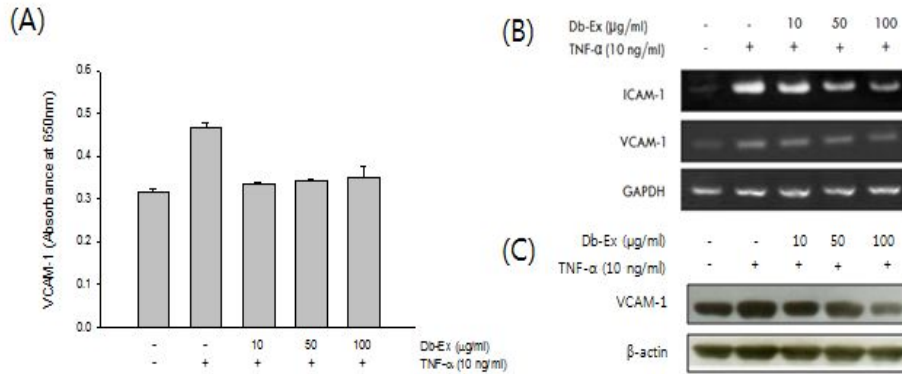 (A)
0.6
0.5
0.4
0.3
0.2
0.1
0.0
VCAM-1 (Absorbance at 650nm)
- - 10 50 100 Db-Ex (µg/ml)
- + + + + TNF-α (10 ng/ml)
(B)
Db-Ex (µg/ml) - - 10 50 100
TNF-α (10 ng/ml) - + + + +
ICAM-1
VCAM-1
GAPDH
(C)
Db-Ex (µg/ml) - - 10 50 100
TNF-α (10 ng/ml) - + + + +
VCAM-1
β-actin